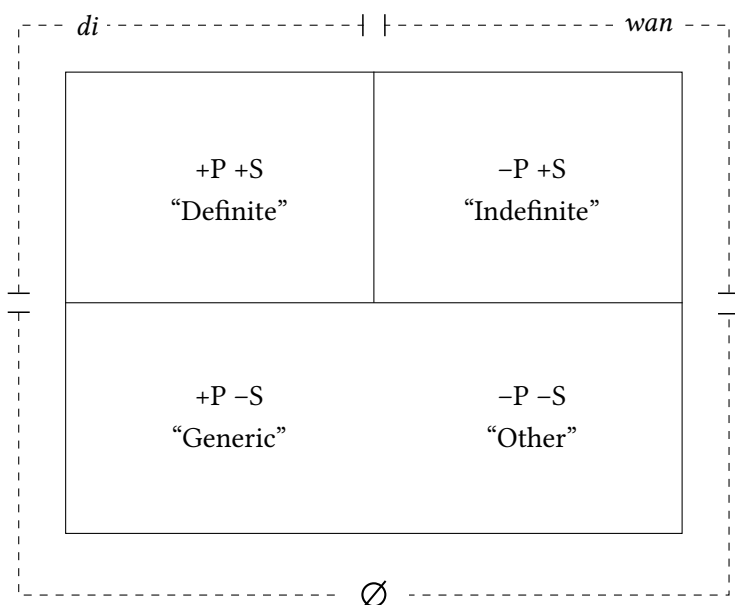 di wan
+P +S –P +S
“Definite” “Indefinite”
+P –S –P –S
“Generic” “Other”
∅